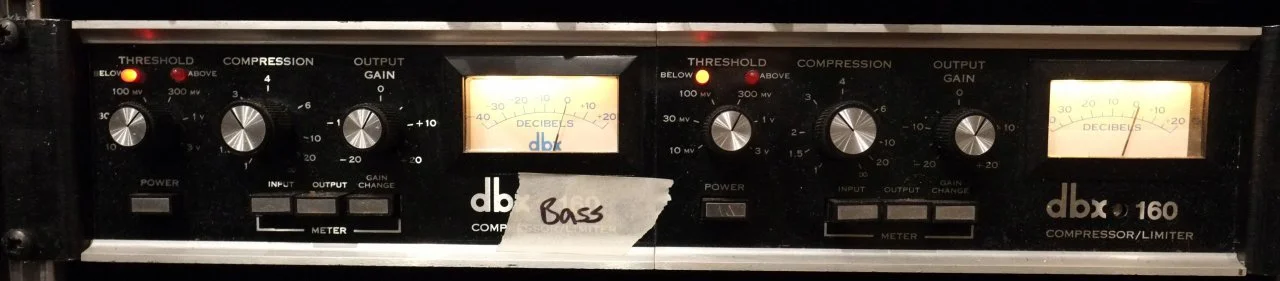 THRESHOLD COMPRESSION OUTPUT GAIN
BELOW ABOVE
100 MV 300 MV 1 V 10
3 4 6 10 20 1
0 +10 20 -20
30 20 10 0 +10 +20 40
DECIBELS
dbx
POWER
INPUT OUTPUT GAIN CHANGE
METER
db
COMP SSOR/LIMITER
Bass
THRESHOLD COMPRESSION OUTPUT GAIN
BELOW ABOVE
100 MV 300 MV
30 MV 1 V
10 MV 3 V
4 3 6 2 10 1.5 20 1 ∞
0 -10 +10 -20 +20
30 20 10 0 +10 +20
DECIBELS
POWER
INPUT OUTPUT GAIN CHANGE
METER
dbx 160
COMPRESSOR/LIMITER